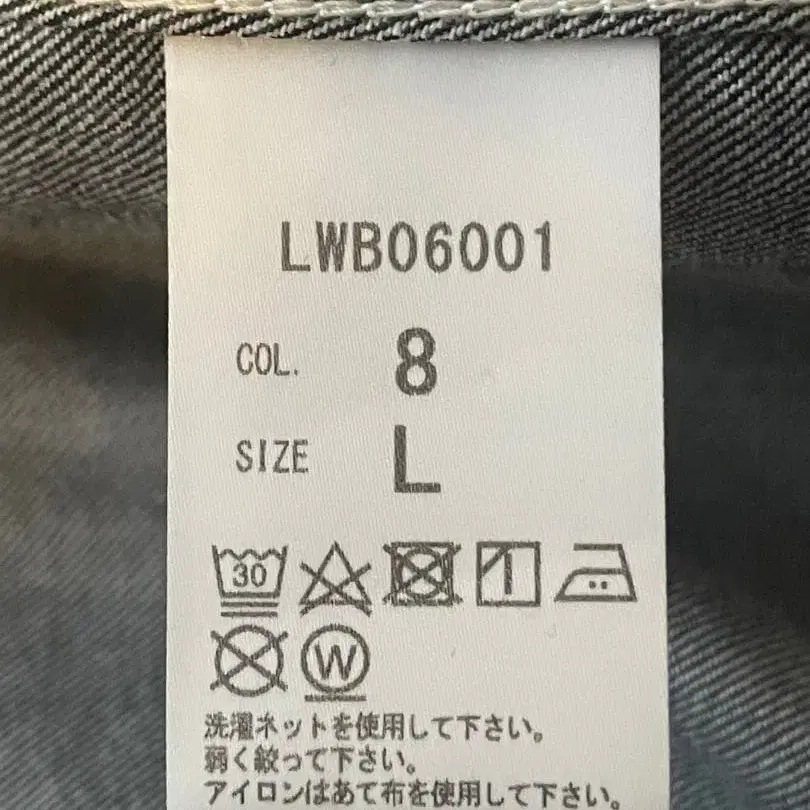 LWB06001
COL. 8
SIZE L
30
W
洗濯ネットを使用して下さい。
弱く絞って下さい。
アイロンはあて布を使用して下さい。